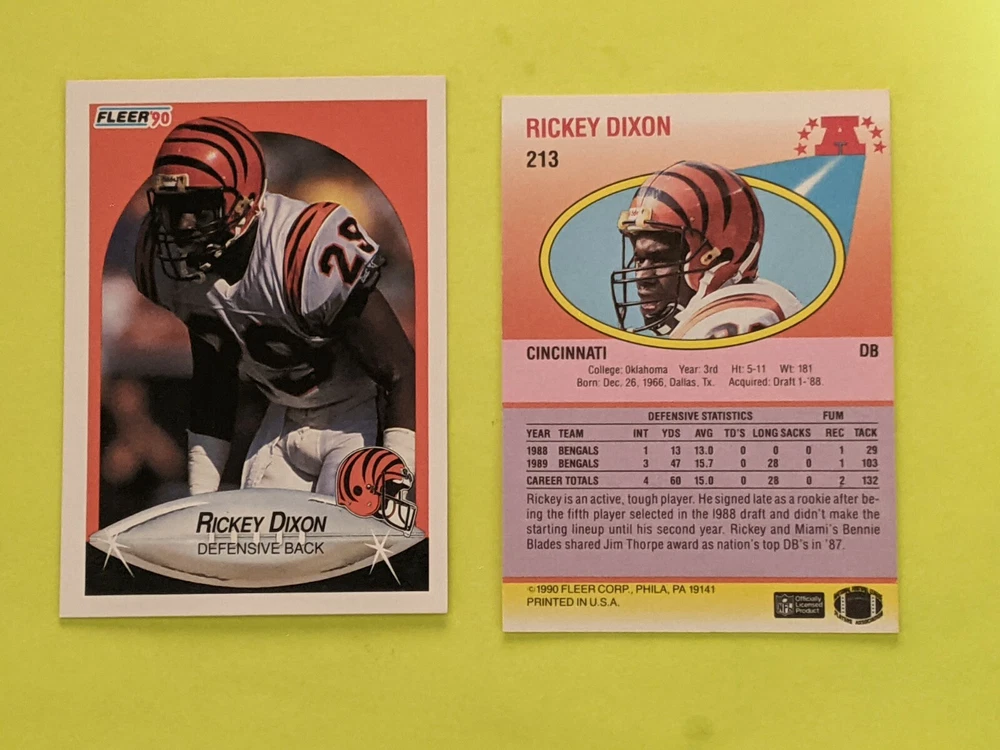 FLEER '90
29
29
RICKEY DIXON
DEFENSIVE BACK
RICKEY DIXON
213
A
CINCINNATI DB
College: Oklahoma Year: 3rd Ht: 5-11 Wt: 181
Born: Dec. 26, 1966, Dallas, Tx. Acquired: Draft 1-'88.
DEFENSIVE STATISTICS FUM
YEAR TEAM INT YDS AVG TD'S LONG SACKS REC TACK
1988 BENGALS 1 13 13.0 0 0 0 1 29
1989 BENGALS 3 47 15.7 0 28 0 1 103
CAREER TOTALS 4 60 15.0 0 28 0 2 132
Rickey is an active, tough player. He signed late as a rookie after be-
ing the fifth player selected in the 1988 draft and didn't make the
starting lineup until his second year. Rickey and Miami's Bennie
Blades shared Jim Thorpe award as nation's top DB's in '87.
©1990 FLEER CORP., PHILA, PA 19141
PRINTED IN U.S.A.
NFL
Officially
Licensed
Product